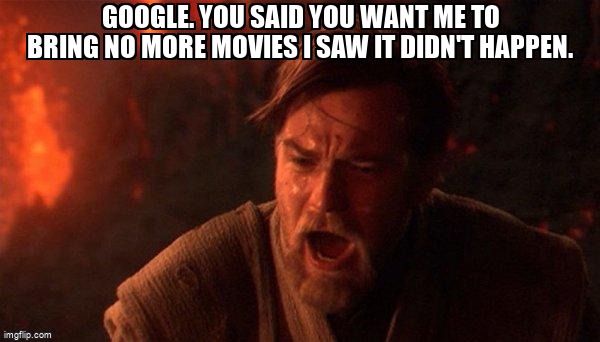 GOOGLE. YOU SAID YOU WANT ME TO
BRING NO MORE MOVIES I SAW IT DIDN'T HAPPEN.
imgflip.com